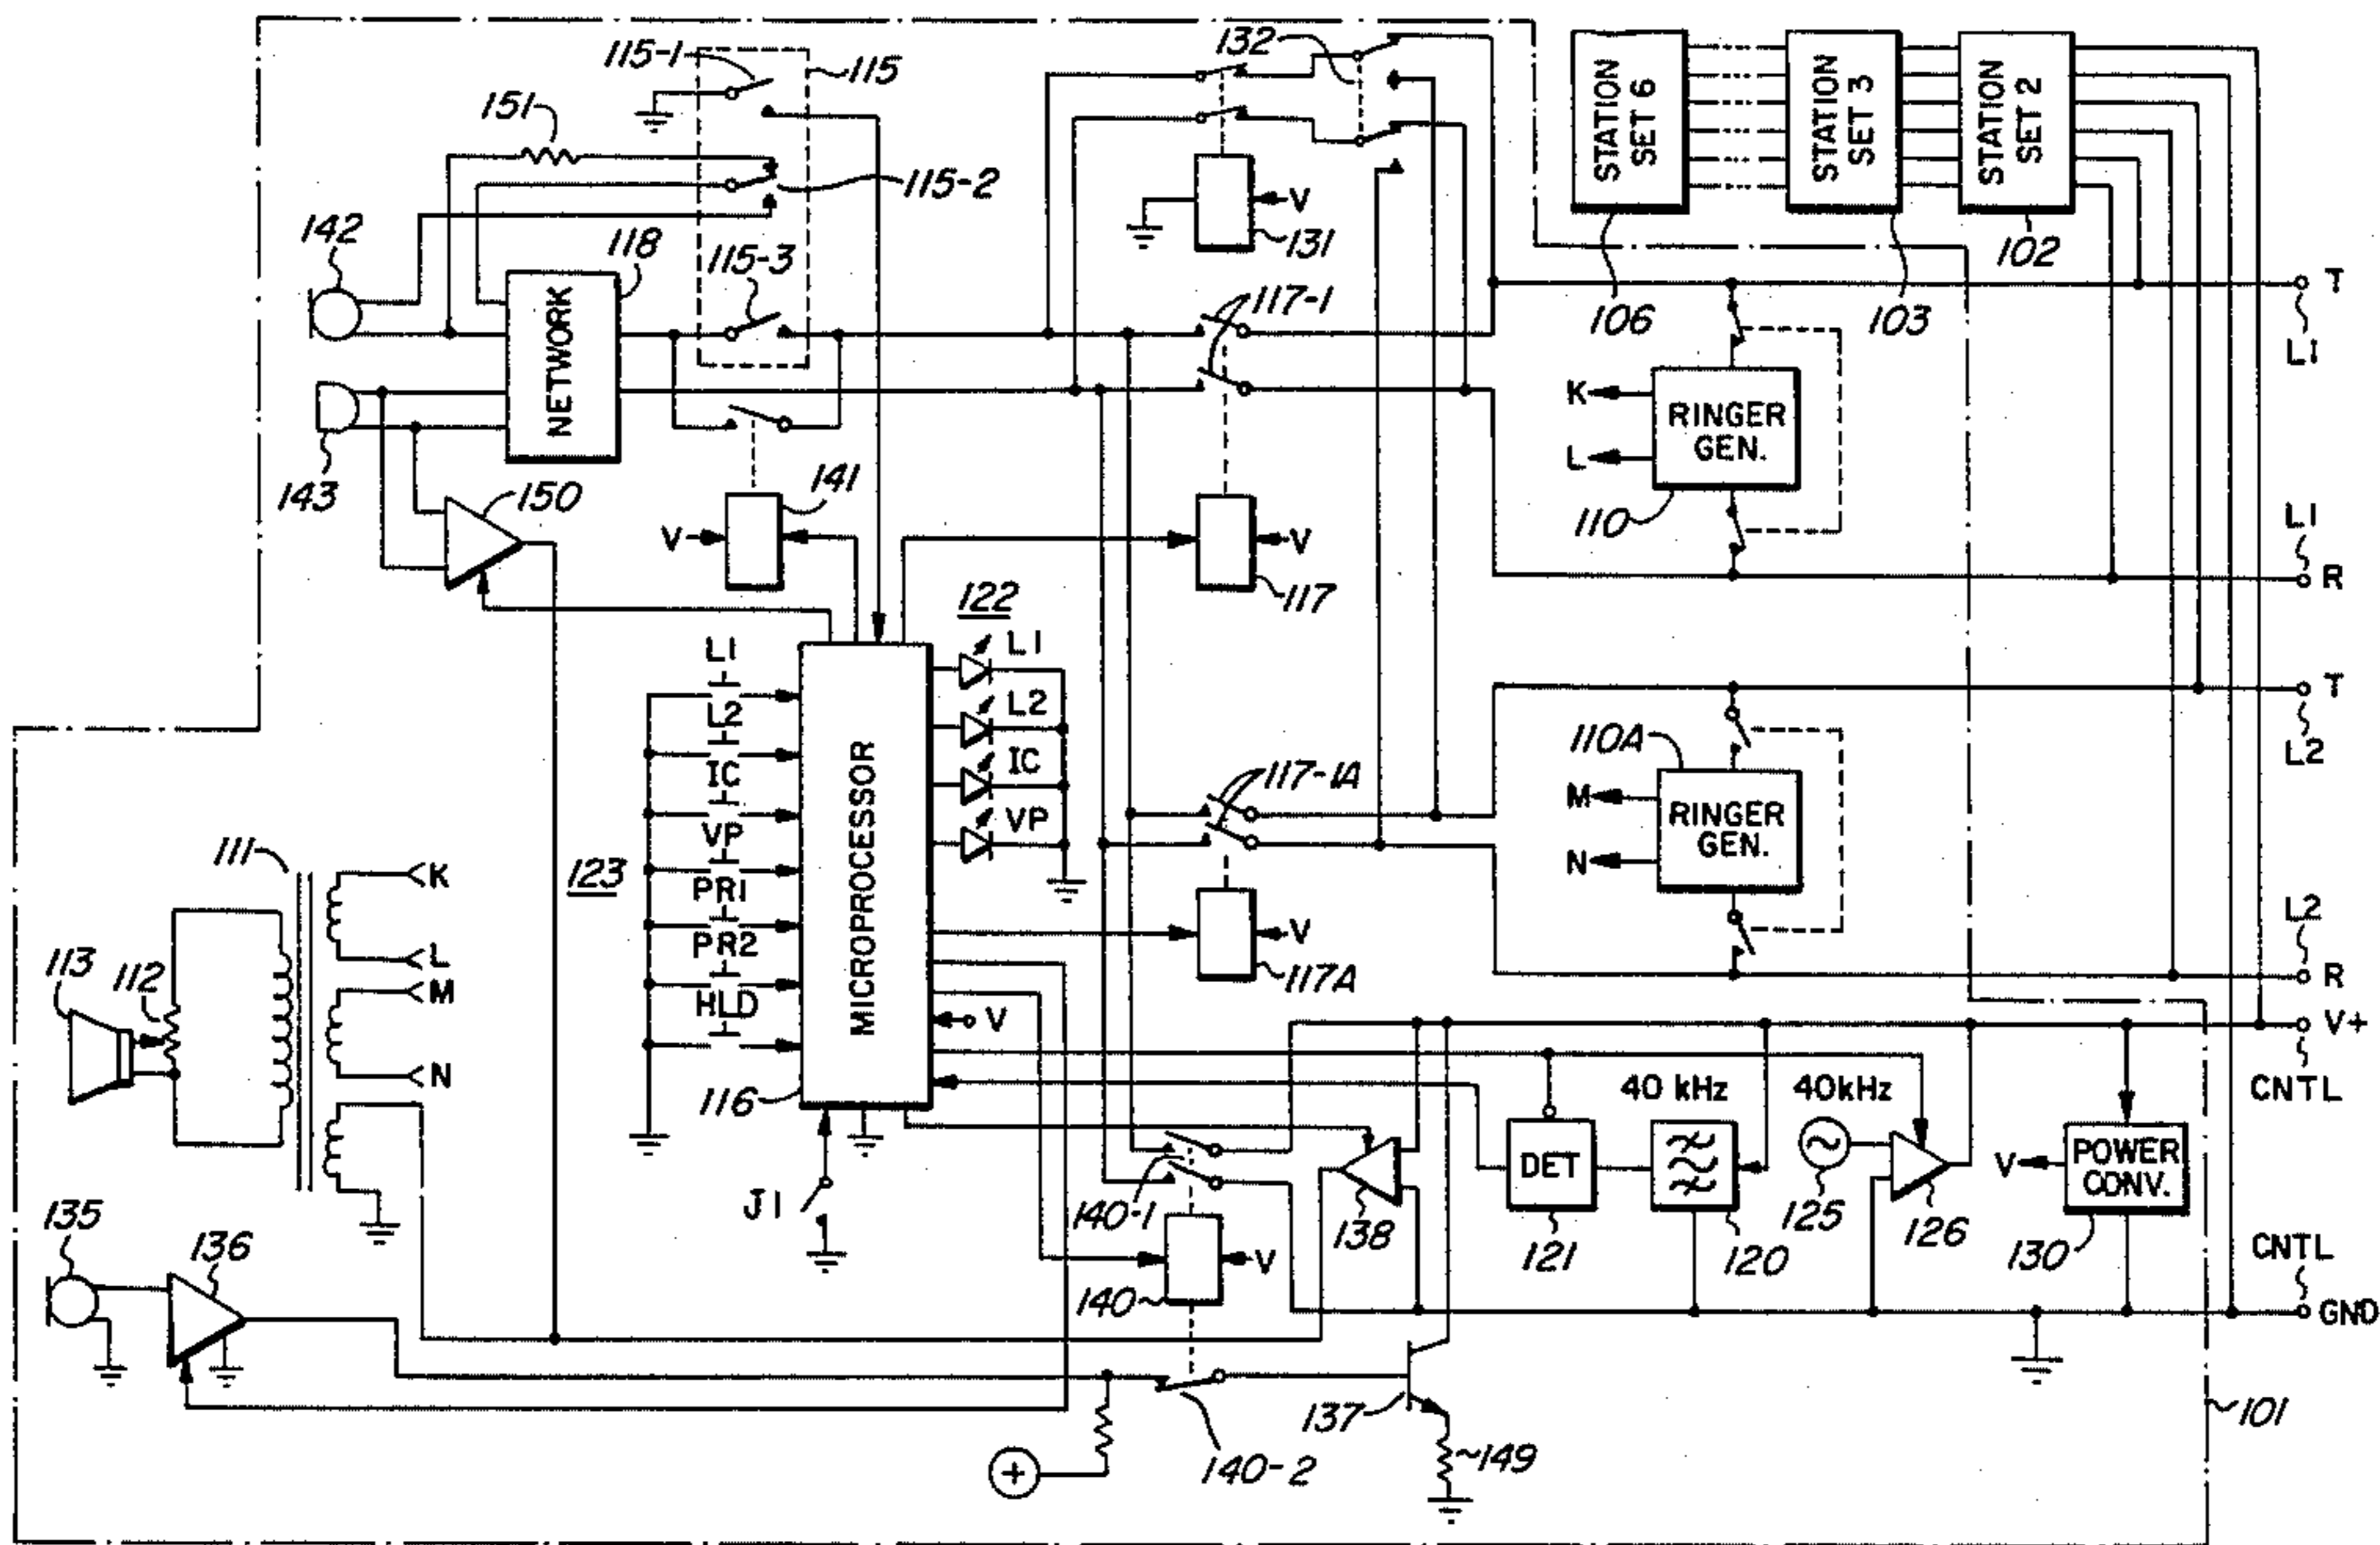 115-1
115
132
STATION SET 6
STATION SET 3
STATION SET 2
151
115-2
V
131
142
118
115-3
106
103
102
T
L1
117-1
NETWORK
K
RINGER GEN.
L
143
150
141
V
V
110
L1
R
117
122
L1
L1
L2
L2
IC
IC
VP
VP
PR1
PR2
HLD
123
MICROPROCESSOR
T
L2
110A
117-1A
M
RINGER GEN.
N
111
K
L
M
N
113
112
V
117A
L2
R
V
V+
CNTL
116
40 kHz
40kHz
DET
POWER CONV.
V
J1
140-1
138
121
120
125
126
130
135
136
V
140
CNTL
GND
137
101
140-2
149
+